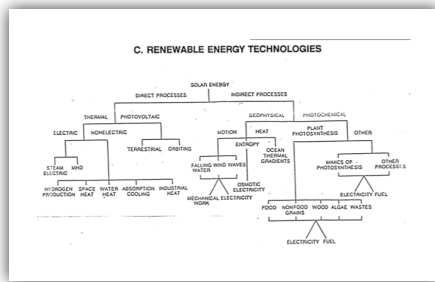 C. RENEWABLE ENERGY TECHNOLOGIES
SOLAR ENERGY
DIRECT PROCESSES INDIRECT PROCESSES
THERMAL PHOTOVOLTAIC GEOPHYSICAL PHOTOCHEMICAL
ELECTRIC NONELECTRIC MOTION HEAT PLANT PHOTOSYNTHESIS OTHER
ENTROPY
TERRESTRIAL ORBITING OCEAN THERMAL GRADIENTS
STEAM ELECTRIC MHD FALLING WATER WIND WAVES MIMICS OF PHOTOSYNTHESIS OTHER PROCESSES
HYDROGEN PRODUCTION SPACE HEAT WATER HEAT ABSORPTION COOLING INDUSTRIAL HEAT OSMOTIC ELECTRICITY
MECHANICAL WORK ELECTRICITY ELECTRICITY FUEL
FOOD NONFOOD GRAINS WOOD ALGAE WASTES
ELECTRICITY FUEL